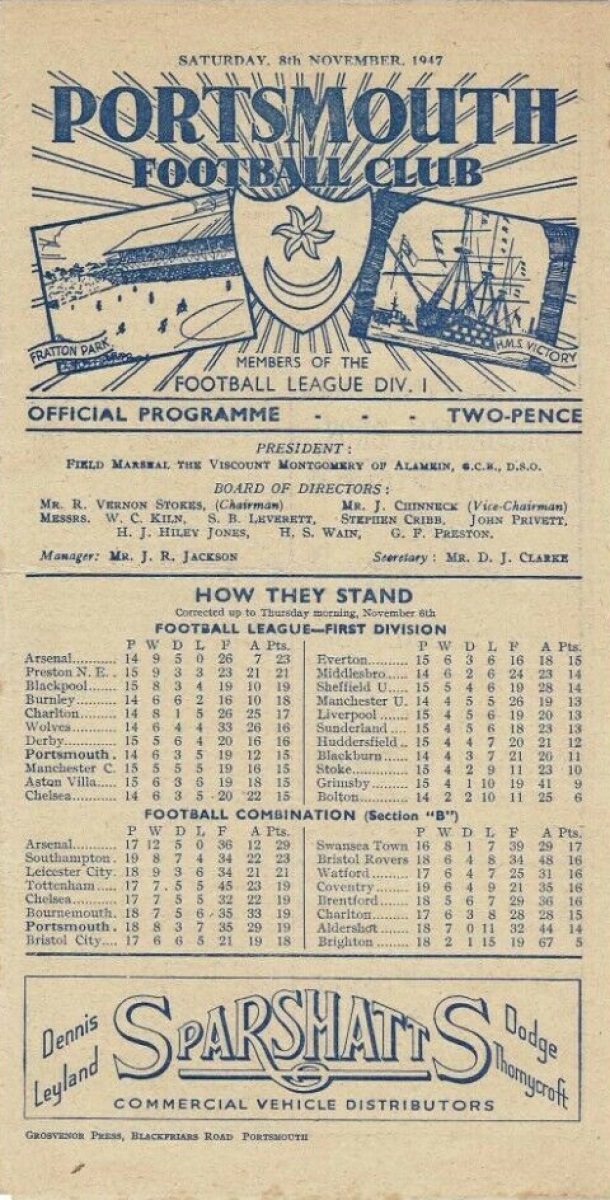 SATURDAY, 8th NOVEMBER, 1947
PORTSMOUTH
FOOTBALL CLUB
FRATTON PARK
H.M.S. VICTORY
MEMBERS OF THE
FOOTBALL LEAGUE DIV. I
OFFICIAL PROGRAMME - - - TWO-PENCE
PRESIDENT :
FIELD MARSHAL THE VISCOUNT MONTGOMERY OF ALAMEIN, G.C.B., D.S.O.
BOARD OF DIRECTORS :
MR. R. VERNON STOKES, (Chairman) MR. J. CHINNECK (Vice-Chairman)
MESSRS. W. C. KILN, S. B. LEVERETT, STEPHEN CRIBB, JOHN PRIVETT,
H. J. HILEY JONES, H. S. WAIN, G. F. PRESTON.
Manager: MR. J. R. JACKSON Secretary : MR. D. J. CLARKE
HOW THEY STAND
Corrected up to Thursday morning, November 6th
FOOTBALL LEAGUE—FIRST DIVISION
P W D L F A Pts.
Arsenal.......... 14 9 5 0 26 7 23
Preston N. E.. 15 9 3 3 23 21 21
Blackpool...... 15 8 3 4 19 10 19
Burnley......... 14 6 6 2 16 10 18
Charlton........ 14 8 1 5 26 25 17
Wolves.......... 14 6 4 4 33 26 16
Derby............ 15 5 6 4 20 16 16
Portsmouth . 14 6 3 5 19 12 15
Manchester C. 15 5 5 5 19 16 15
Aston Villa..... 15 6 3 6 19 18 15
Chelsea.......... 14 6 3 5 20 22 15
P W D L F A Pts.
Everton.......... 15 6 3 6 16 18 15
Middlesbro..... 14 6 2 6 24 23 14
Sheffield U..... 15 5 4 6 19 28 14
Manchester U. 14 4 5 5 26 19 13
Liverpool ...... 15 4 5 6 19 20 13
Sunderland .... 15 4 5 6 18 23 13
Huddersfield .. 15 4 4 7 20 21 12
Blackburn...... 14 4 3 7 21 20 11
Stoke............. 15 4 2 9 11 23 10
Grimsby......... 15 4 1 10 19 41 9
Bolton........... 14 2 2 10 11 25 6
FOOTBALL COMBINATION (Section "B")
P W D L F A Pts.
Arsenal.......... 17 12 5 0 36 12 29
Southampton . 19 8 7 4 34 22 23
Leicester City. 18 9 3 6 34 21 21
Tottenham..... 17 7 5 5 45 23 19
Chelsea.......... 17 7 5 5 32 22 19
Bournemouth. 18 7 5 6 35 33 19
Portsmouth . 18 8 3 7 35 29 19
Bristol City.... 17 6 6 5 21 19 18
P W D L F A Pts.
Swansea Town 16 8 1 7 39 29 17
Bristol Rovers 18 6 4 8 34 48 16
Watford......... 17 6 4 7 25 31 16
Coventry........ 19 6 4 9 21 35 16
Brentford....... 18 5 6 7 29 36 16
Charlton......... 17 6 3 8 28 28 15
Aldershot ...... 18 7 0 11 32 44 14
Brighton ........ 18 2 1 15 19 67 5
Dennis
Leyland
SPARSHATTS
Dodge
Thornycroft
COMMERCIAL VEHICLE DISTRIBUTORS
GROSVENOR PRESS, BLACKFRIARS ROAD PORTSMOUTH